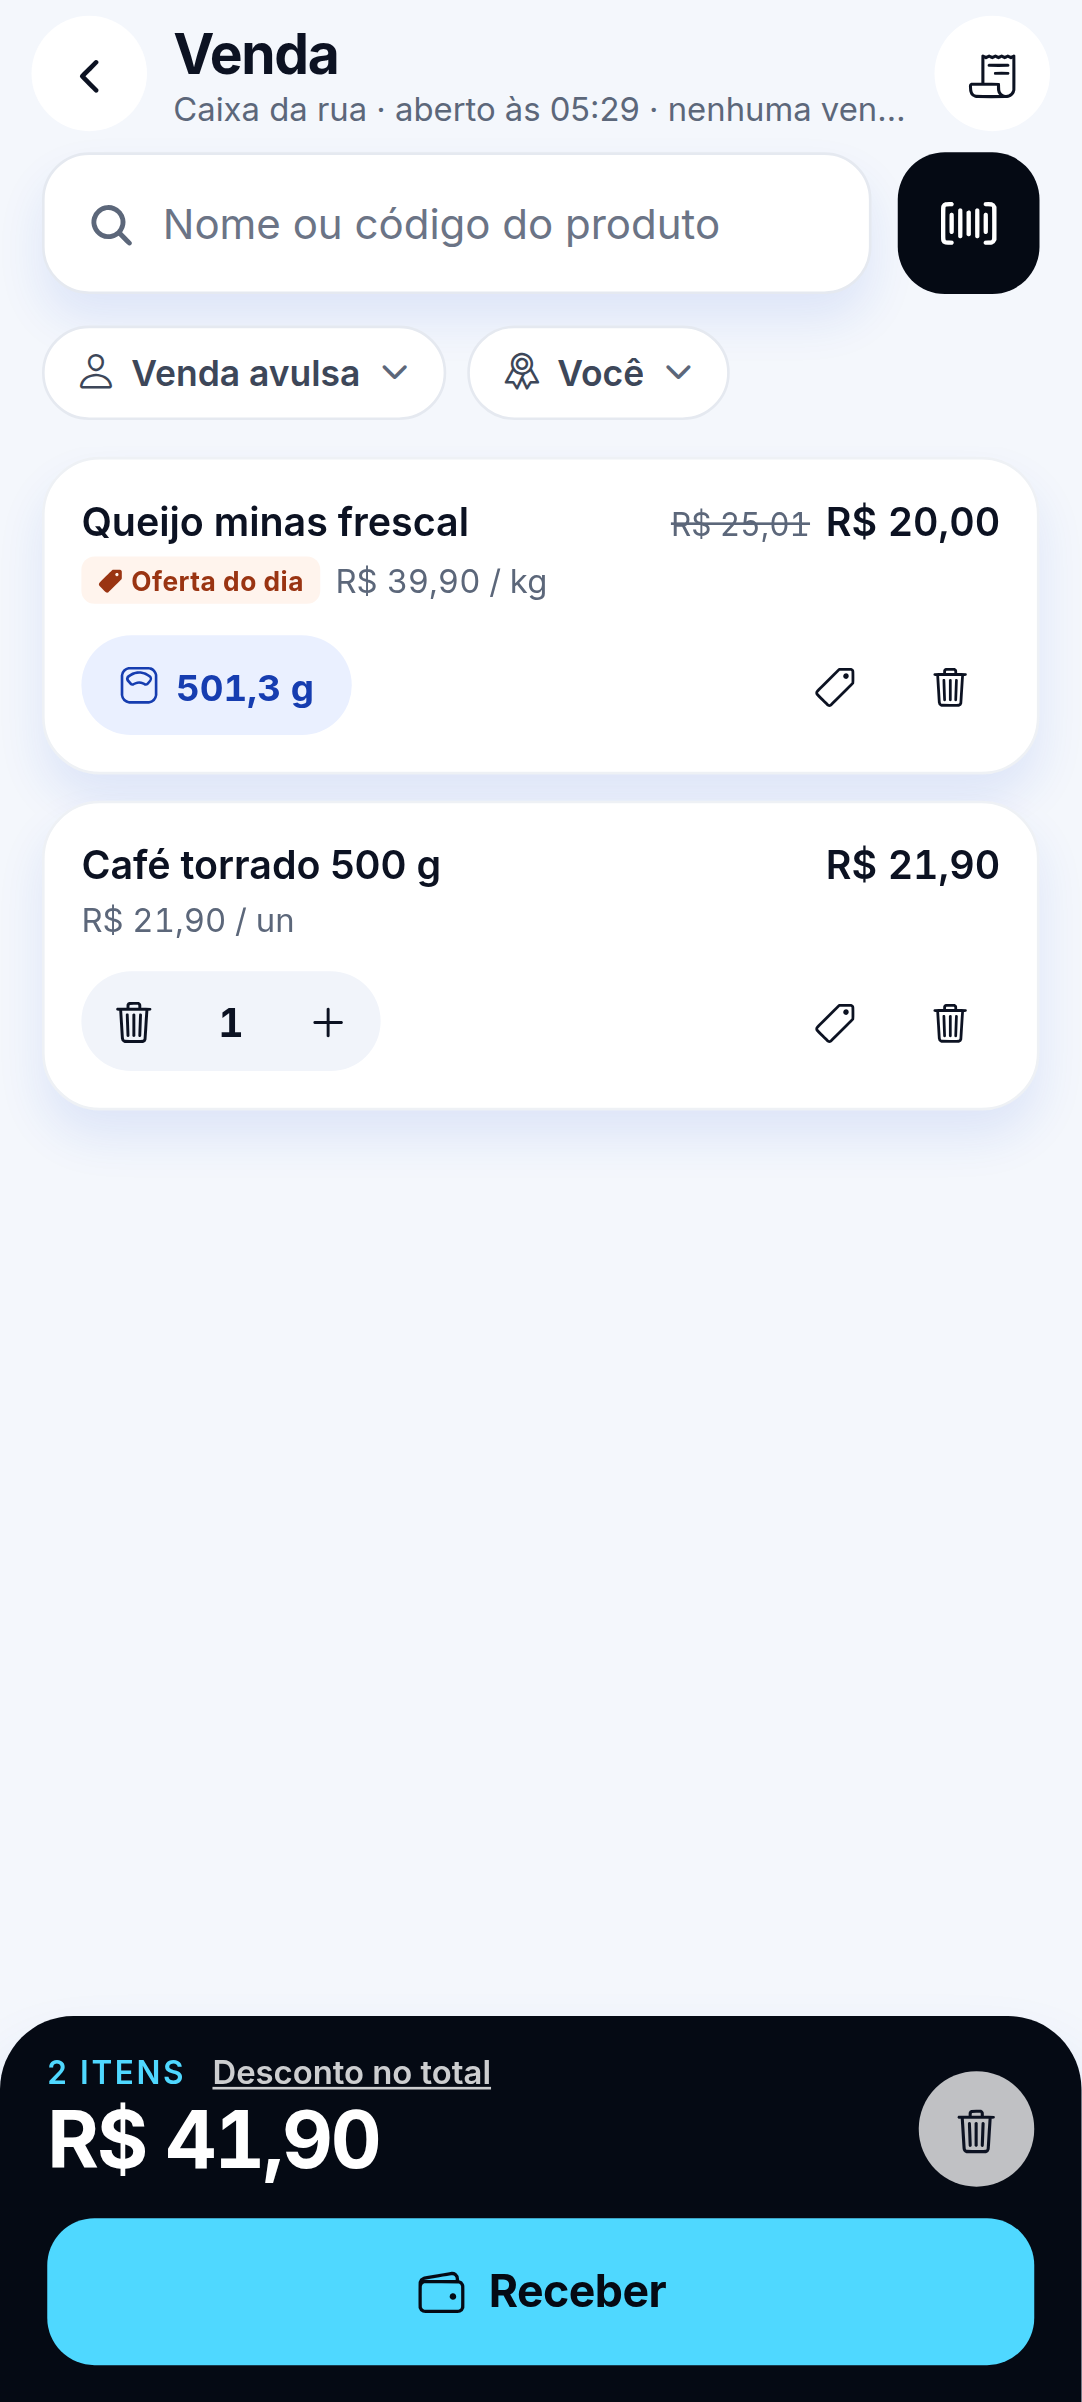 Venda
Caixa da rua · aberto às 05:29 · nenhuma ven...
Nome ou código do produto
Venda avulsa
Você
Queijo minas frescal R$ 25,01 R$ 20,00
Oferta do dia R$ 39,90 / kg
501,3 g
Café torrado 500 g R$ 21,90
R$ 21,90 / un
1
2 ITENS Desconto no total
R$ 41,90
Receber